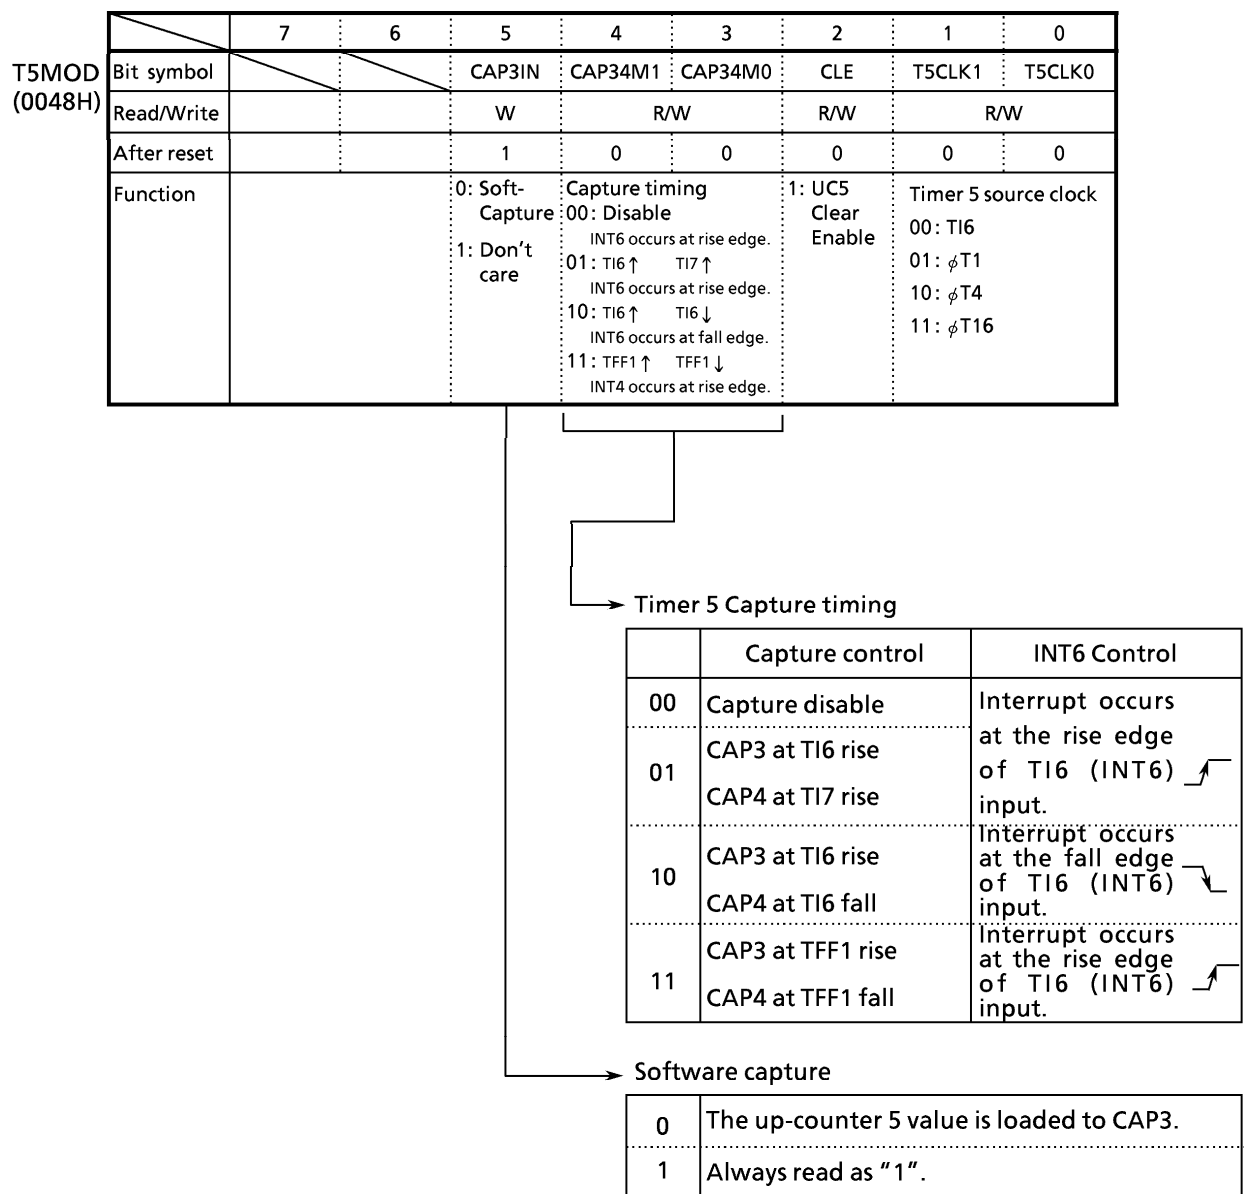 7 6 5 4 3 2 1 0
T5MOD
(0048H)
Bit symbol CAP3IN CAP34M1 CAP34M0 CLE T5CLK1 T5CLK0
Read/Write W R/W R/W R/W
After reset 1 0 0 0 0 0
Function
0: Soft-
Capture
1: Don't
care
Capture timing
00: Disable
INT6 occurs at rise edge.
01: TI6↑ TI7↑
INT6 occurs at rise edge.
10: TI6↑ TI6↓
INT6 occurs at fall edge.
11: TFF1↑ TFF1↓
INT4 occurs at rise edge.
1: UC5
Clear
Enable
Timer 5 source clock
00: TI6
01: ϕT1
10: ϕT4
11: ϕT16
Timer 5 Capture timing
Capture control INT6 Control
00 Capture disable
01 CAP3 at TI6 rise
CAP4 at TI7 rise
Interrupt occurs
at the rise edge
of TI6 (INT6)
input.
10 CAP3 at TI6 rise
CAP4 at TI6 fall
Interrupt occurs
at the fall edge
of TI6 (INT6)
input.
11 CAP3 at TFF1 rise
CAP4 at TFF1 fall
Interrupt occurs
at the rise edge
of TI6 (INT6)
input.
Software capture
0 The up-counter 5 value is loaded to CAP3.
1 Always read as "1".